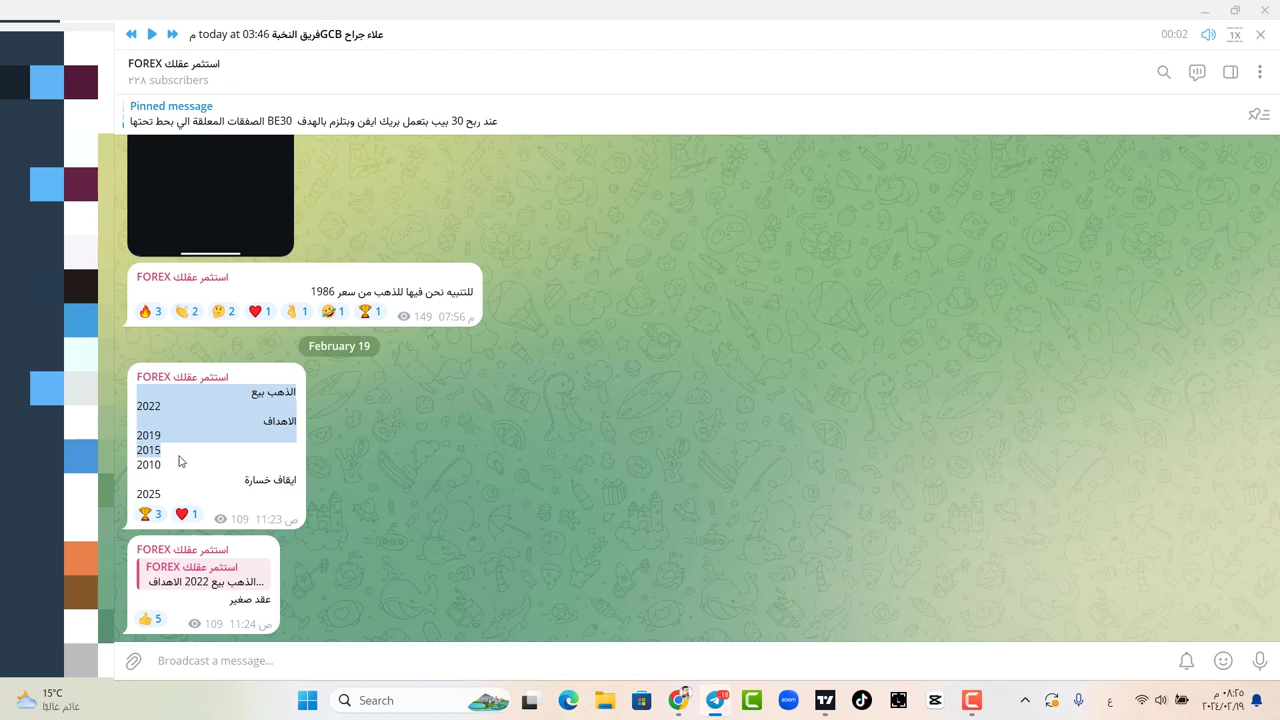 علاء جراح GCBفريق النخبة today at 03:46 م
00:02
1X
استثمر عقلك FOREX
٢٢٨ subscribers
Pinned message
عند ربح 30 بيب بتعمل بريك ايفن وبتلزم بالهدف BE30 الصفقات المعلقة الي بحط تحتها
استثمر عقلك FOREX
للتنبيه نحن فيها للذهب من سعر 1986
🔥 3 👏 2 🤔 2 ❤️ 1 👌 1 🤣 1 🏆 1 149 07:56 م
February 19
استثمر عقلك FOREX
الذهب بيع
2022
الاهداف
2019
2015
2010
ايقاف خسارة
2025
🏆 3 ❤️ 1 109 11:23 ص
استثمر عقلك FOREX
استثمر عقلك FOREX
الذهب بيع 2022 الاهداف...
عقد صغير
👍 5 109 11:24 ص
Broadcast a message...
15°C
غائم غالبًا
Search
18
zoom
ع
٠٨:٢٥ م
٢٠٢٤/٠٢/١٩